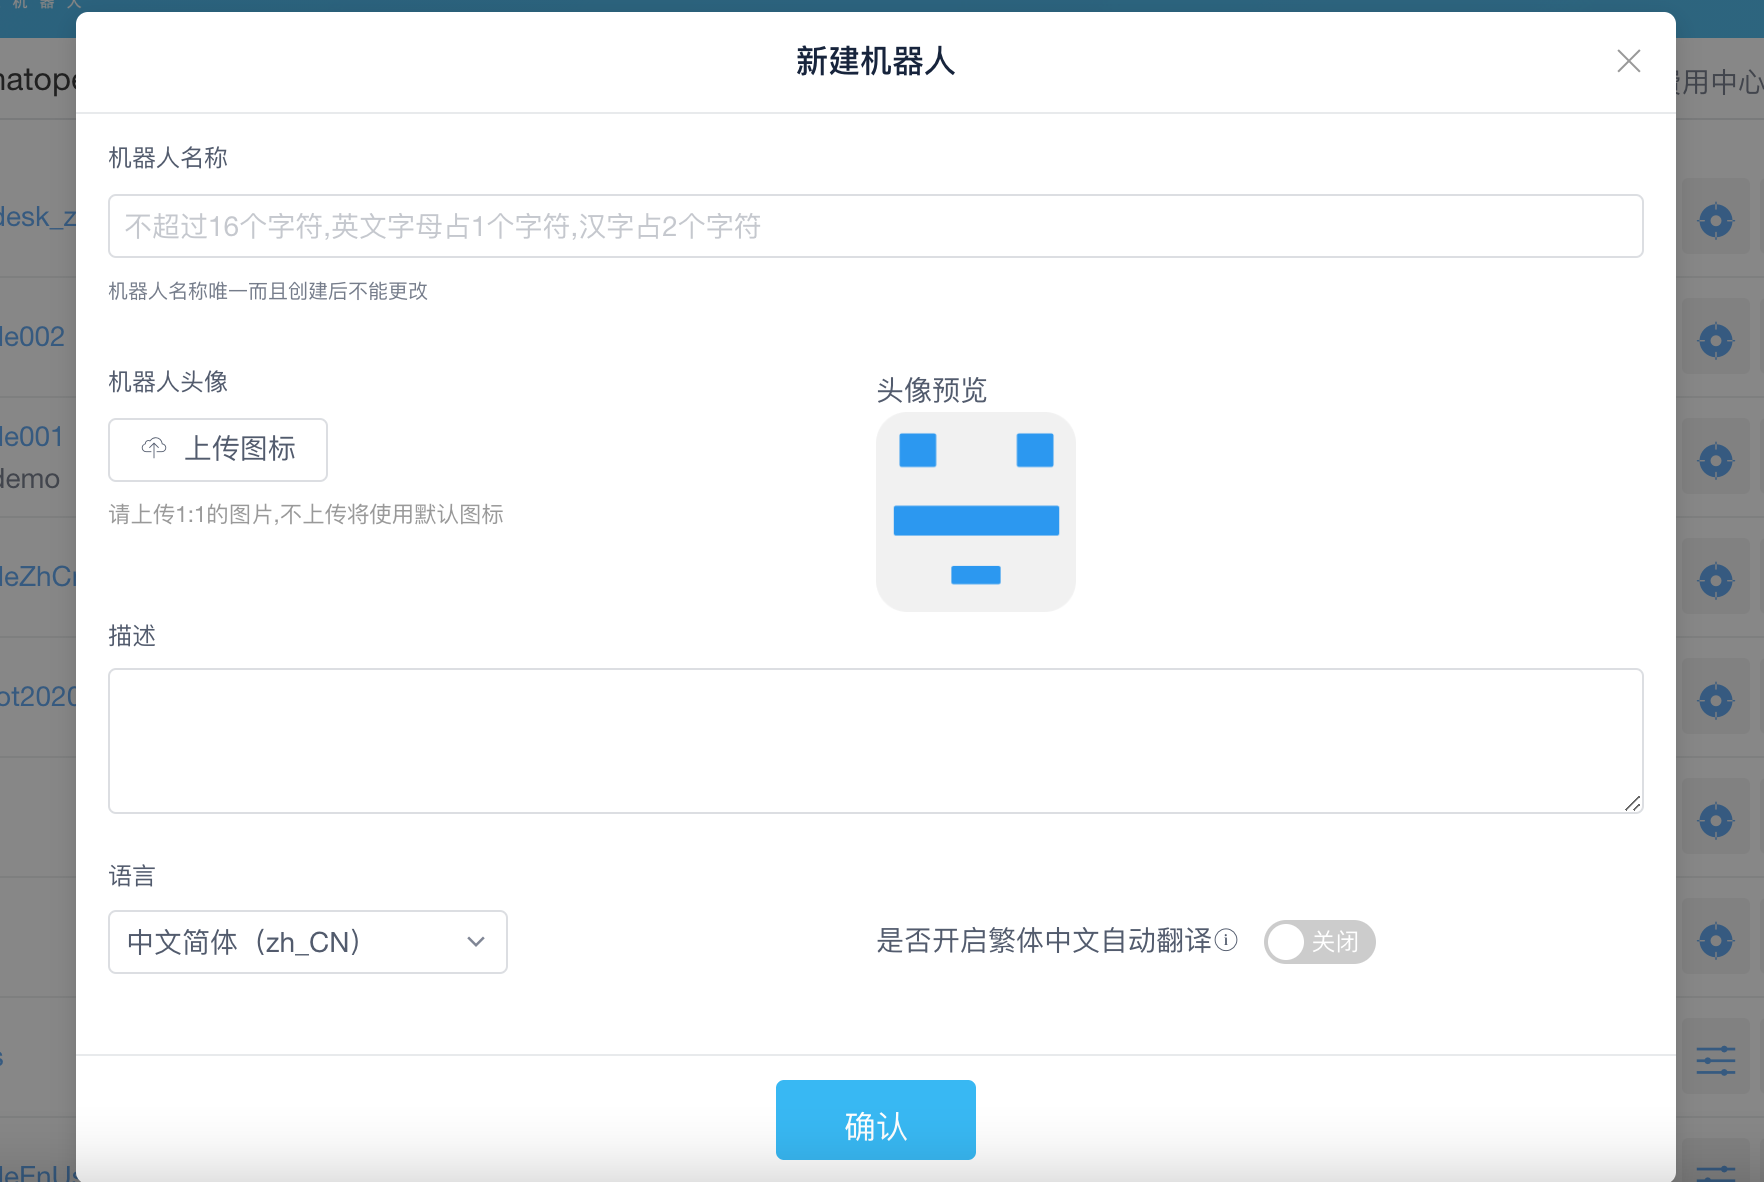 机 器 人
新建机器人
用中心
机器人名称
desk_z
不超过16个字符,英文字母占1个字符,汉字占2个字符
机器人名称唯一而且创建后不能更改
le002
机器人头像
头像预览
le001
上传图标
demo
请上传1:1的图片,不上传将使用默认图标
leZhCn
描述
ot2020
语言
中文简体（zh_CN）
是否开启繁体中文自动翻译
关闭
s
确认
leEnUs